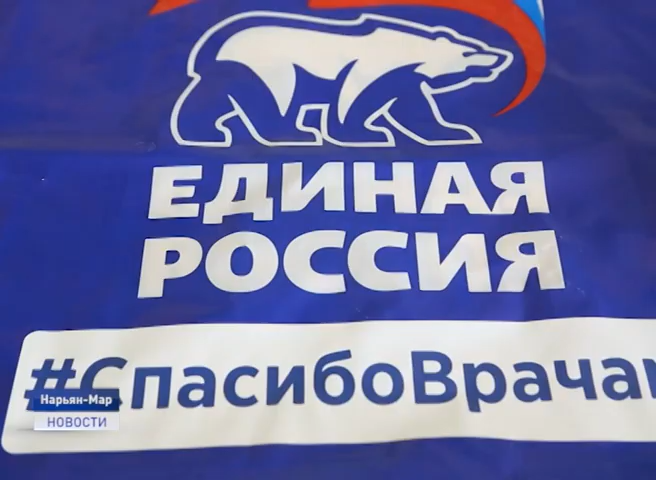 ЕДИНАЯ
РОССИЯ
#СпасибоВрача
Нарьян-Мар
НОВОСТИ